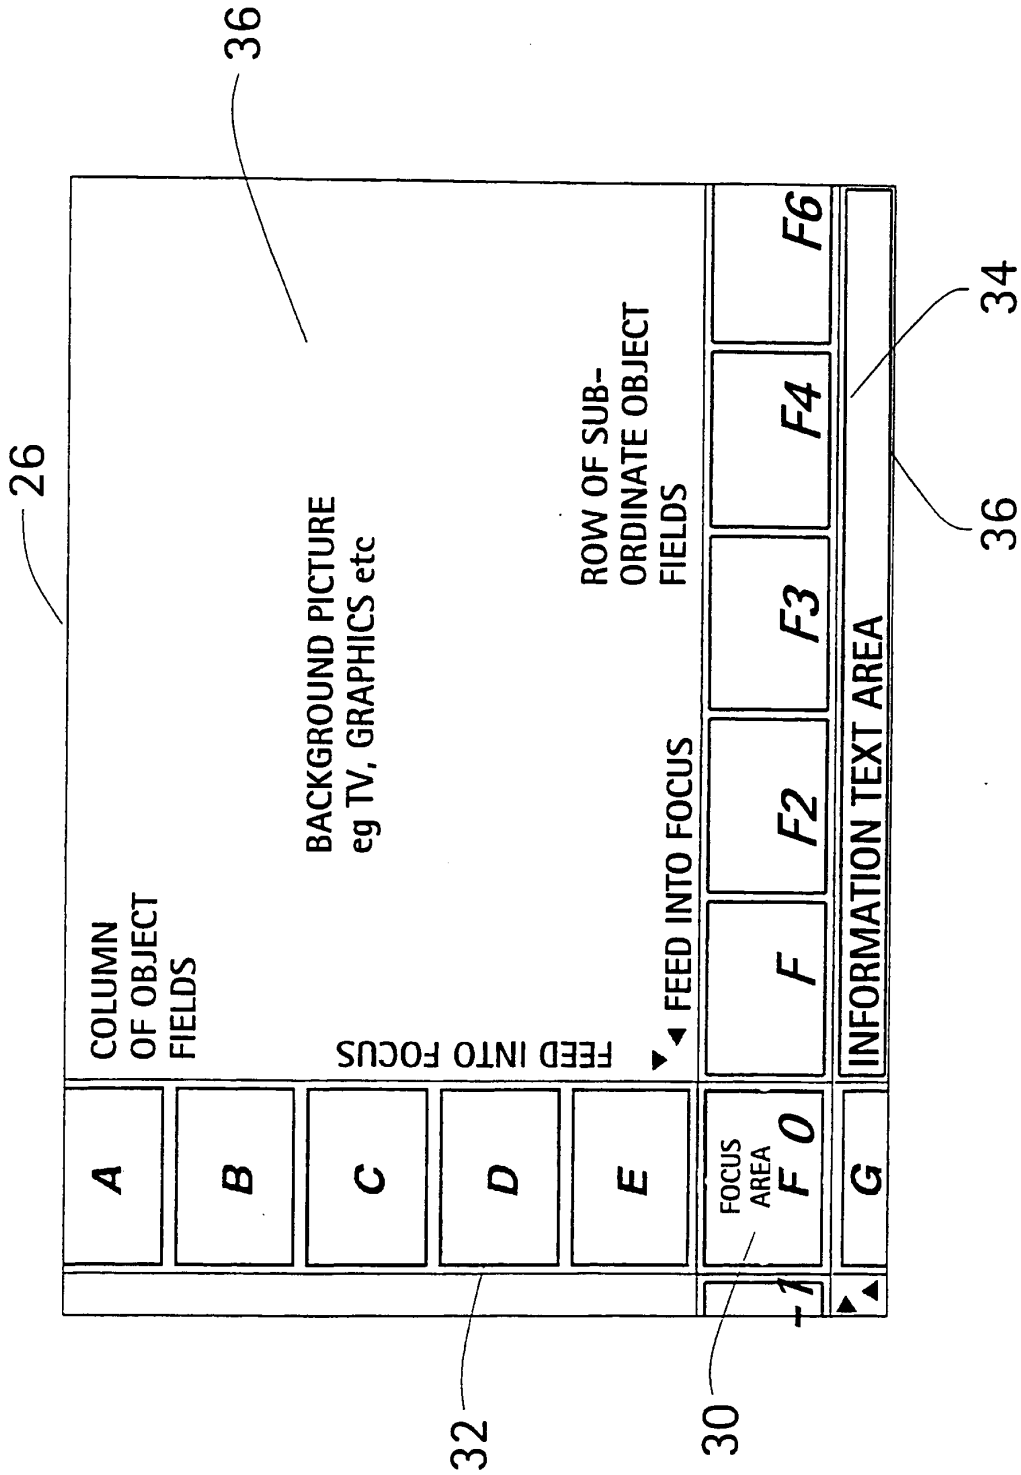 26
36
COLUMN
OF OBJECT
FIELDS
A
B
C
D
E
BACKGROUND PICTURE
eg TV, GRAPHICS etc
FEED INTO FOCUS
ROW OF SUB-
ORDINATE OBJECT
FIELDS
FEED INTO FOCUS
-1
FOCUS
AREA
F 0
F
F2
F3
F4
F6
G
INFORMATION TEXT AREA
32
30
36
34